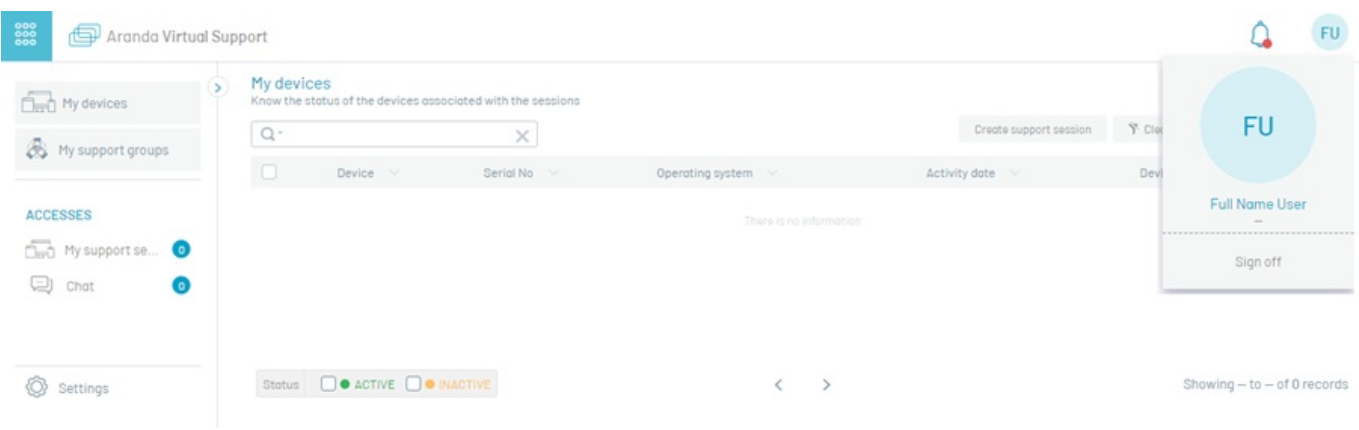 Aranda Virtual Support
FU
My devices
My support groups
ACCESSES
My support se... 0
Chat 0
Settings
My devices
Know the status of the devices associated with the sessions
Create support session
Device Serial No Operating system Activity date
There is no information
Status ACTIVE INACTIVE
Showing — to — of 0 records
FU
Full Name User
—
Sign off